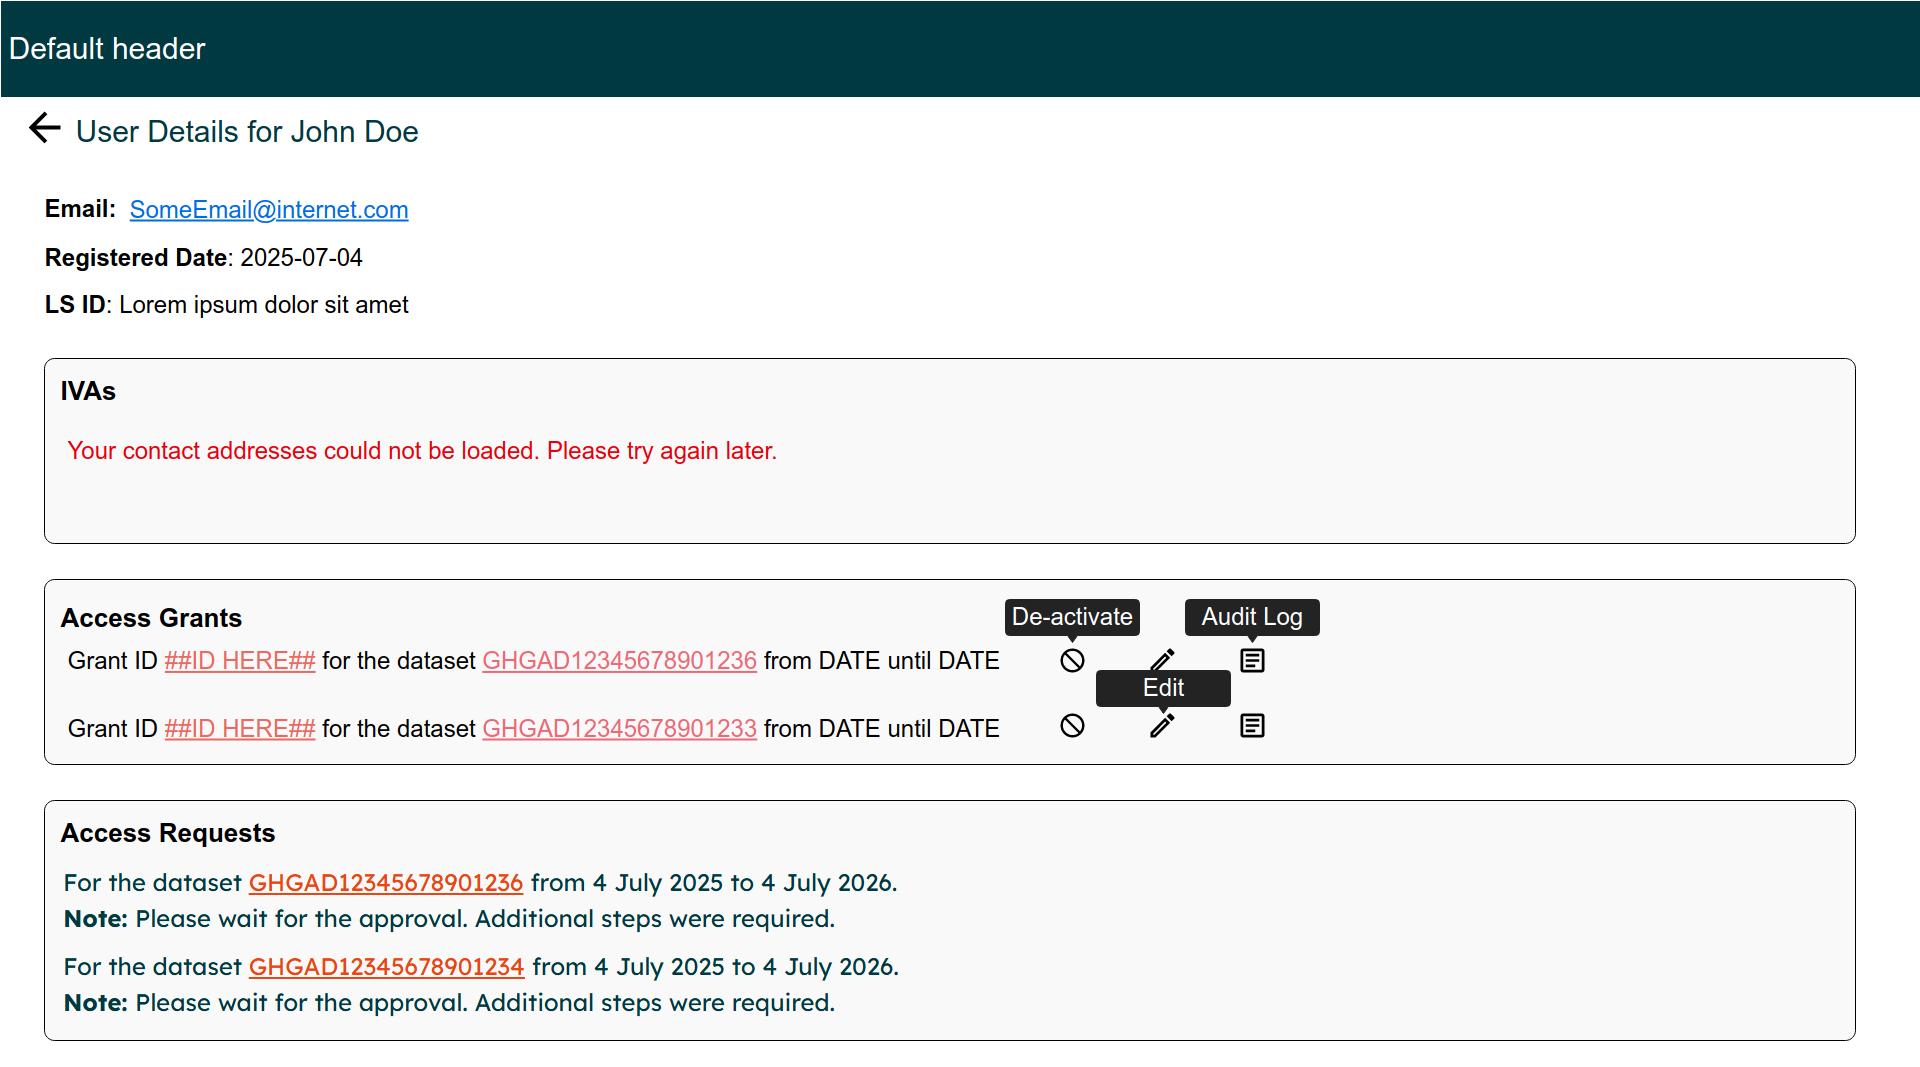 Default header
User Details for John Doe
Email: SomeEmail@internet.com
Registered Date: 2025-07-04
LS ID: Lorem ipsum dolor sit amet
IVAs
Your contact addresses could not be loaded. Please try again later.
Access Grants
De-activate
Audit Log
Grant ID ##ID HERE## for the dataset GHGAD12345678901236 from DATE until DATE
Edit
Grant ID ##ID HERE## for the dataset GHGAD12345678901233 from DATE until DATE
Access Requests
For the dataset GHGAD12345678901236 from 4 July 2025 to 4 July 2026.
Note: Please wait for the approval. Additional steps were required.
For the dataset GHGAD12345678901234 from 4 July 2025 to 4 July 2026.
Note: Please wait for the approval. Additional steps were required.